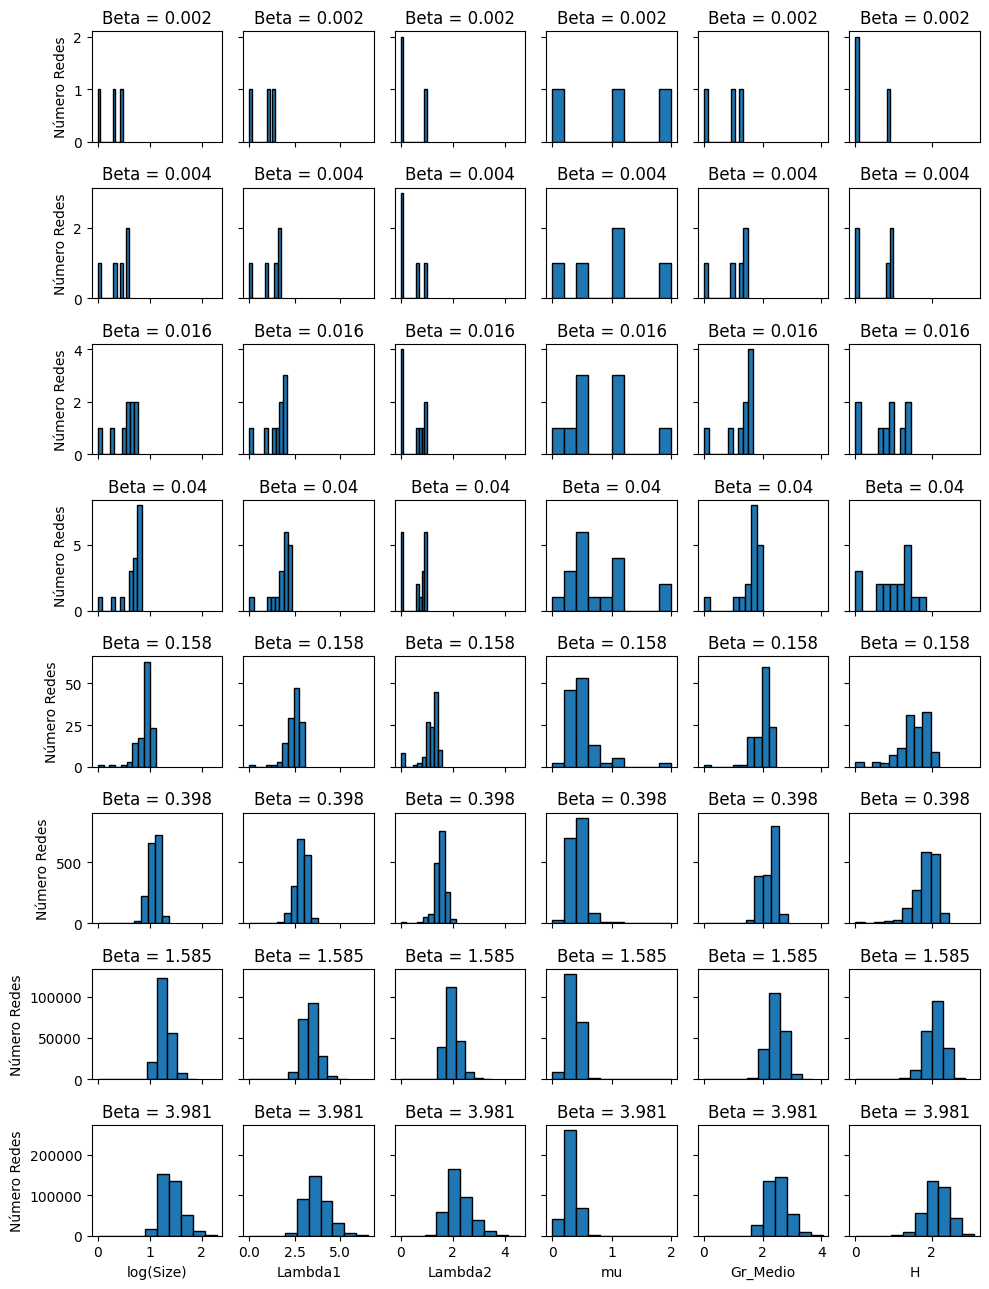 Beta = 0.002 Beta = 0.002 Beta = 0.002 Beta = 0.002 Beta = 0.002 Beta = 0.002
Número Redes
2
1
0
Beta = 0.004 Beta = 0.004 Beta = 0.004 Beta = 0.004 Beta = 0.004 Beta = 0.004
Número Redes
2
0
Beta = 0.016 Beta = 0.016 Beta = 0.016 Beta = 0.016 Beta = 0.016 Beta = 0.016
Número Redes
4
2
0
Beta = 0.04 Beta = 0.04 Beta = 0.04 Beta = 0.04 Beta = 0.04 Beta = 0.04
Número Redes
5
0
Beta = 0.158 Beta = 0.158 Beta = 0.158 Beta = 0.158 Beta = 0.158 Beta = 0.158
Número Redes
50
25
0
Beta = 0.398 Beta = 0.398 Beta = 0.398 Beta = 0.398 Beta = 0.398 Beta = 0.398
Número Redes
500
0
Beta = 1.585 Beta = 1.585 Beta = 1.585 Beta = 1.585 Beta = 1.585 Beta = 1.585
Número Redes
100000
50000
0
Beta = 3.981 Beta = 3.981 Beta = 3.981 Beta = 3.981 Beta = 3.981 Beta = 3.981
Número Redes
200000
100000
0
0 1 2 0.0 2.5 5.0 0 2 4 0 1 2 0 2 4 0 2
log(Size) Lambda1 Lambda2 mu Gr_Medio H